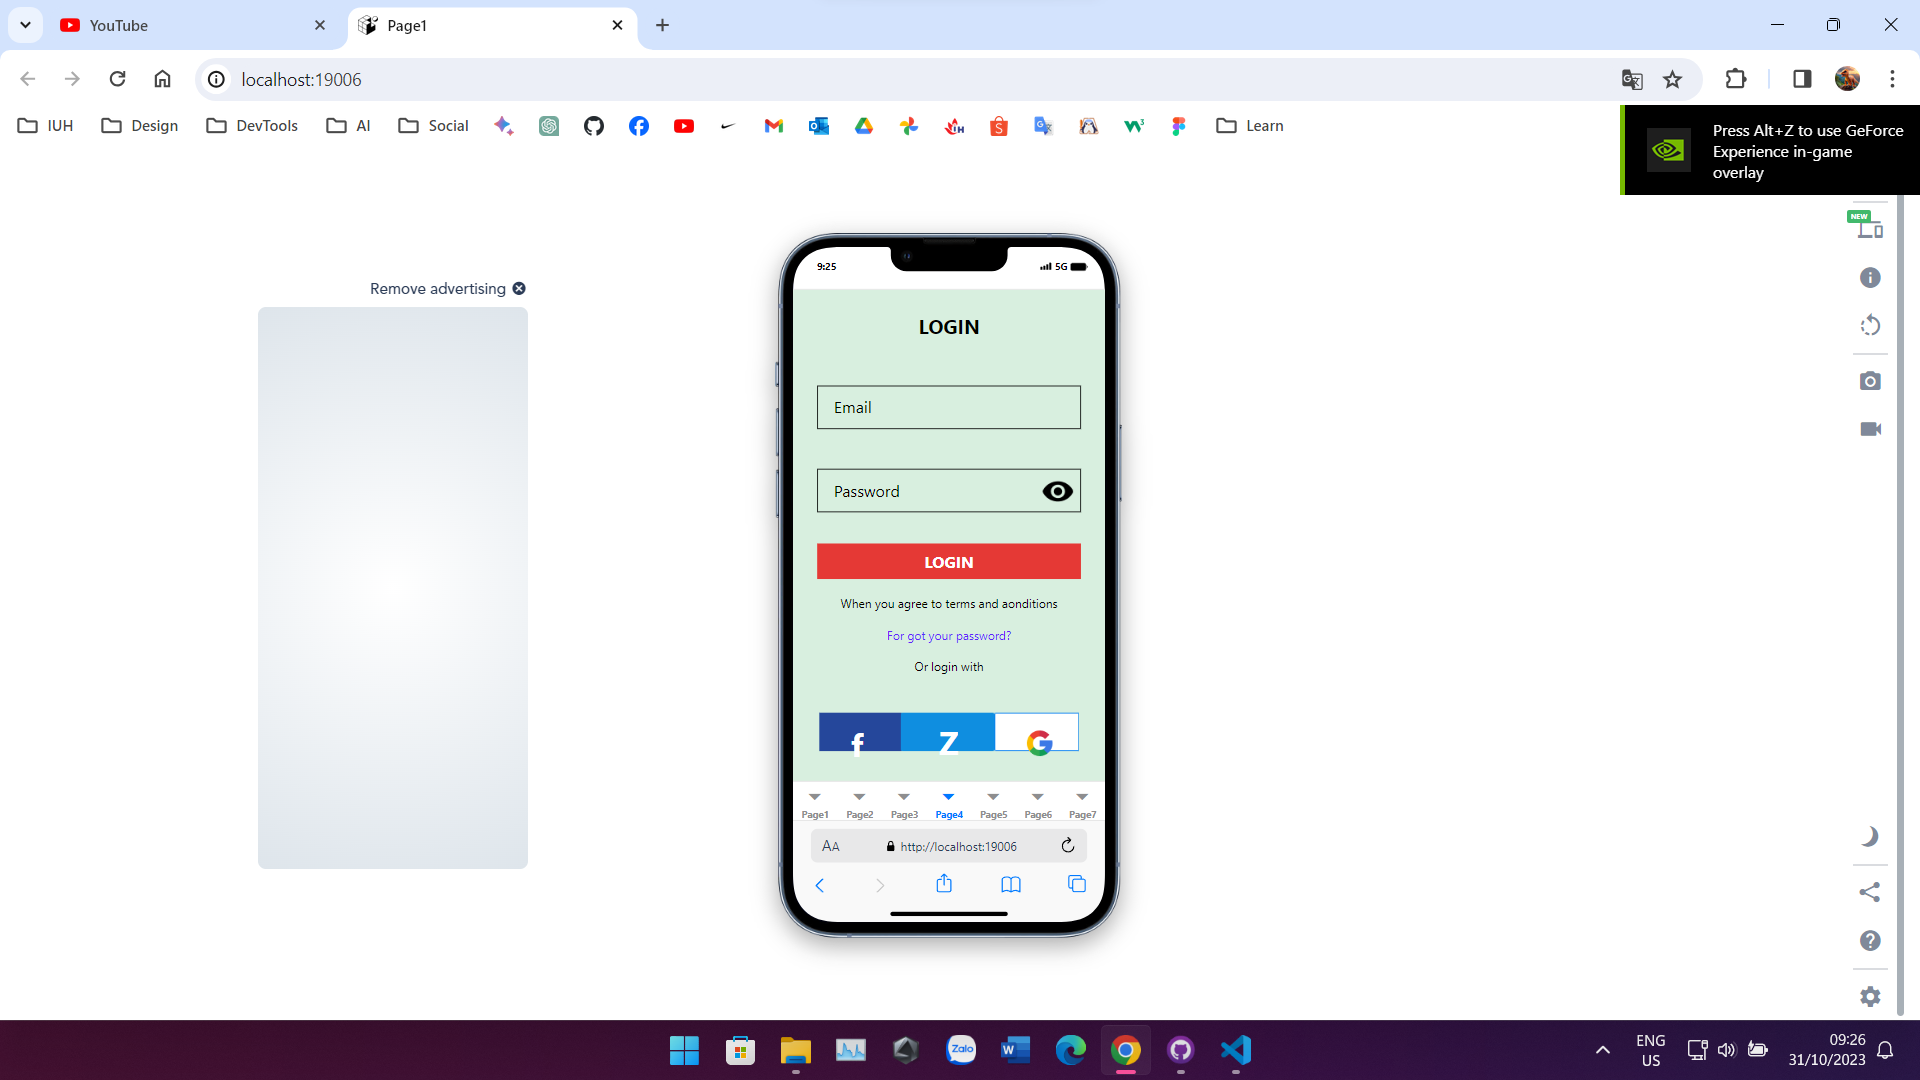 YouTube
Page1
localhost:19006
IUH
Design
DevTools
AI
Social
Learn
Press Alt+Z to use GeForce
Experience in-game
overlay
NEW
Remove advertising
9:25
5G
LOGIN
Email
Password
LOGIN
When you agree to terms and aonditions
For got your password?
Or login with
f
Z
G
Page1
Page2
Page3
Page4
Page5
Page6
Page7
AA
http://localhost:19006
Zalo
W
ENG
US
09:26
31/10/2023